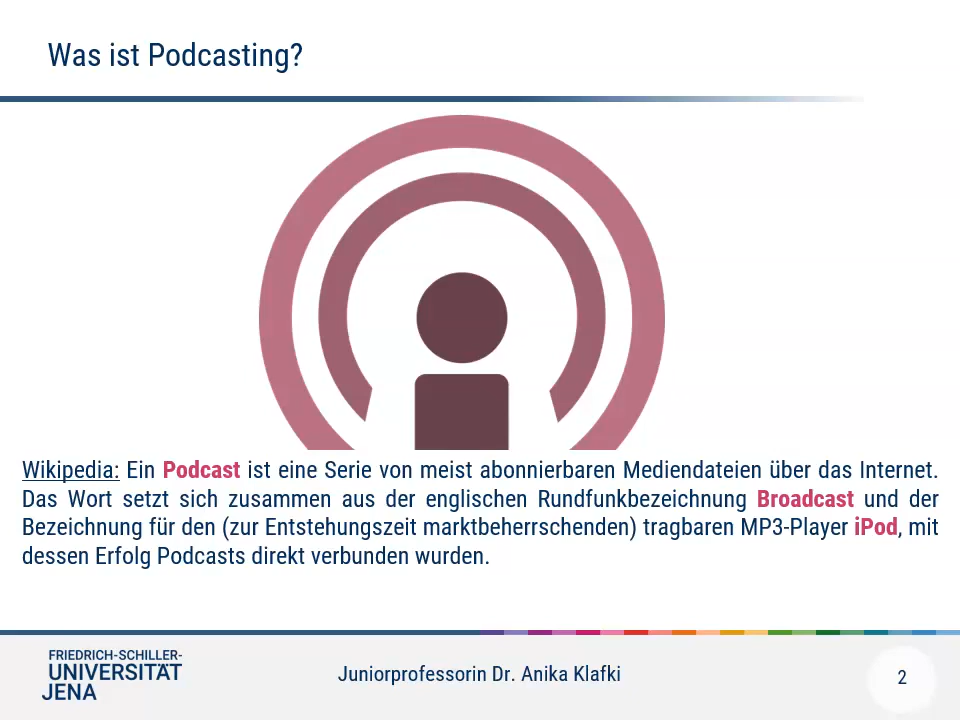 Was ist Podcasting?
Wikipedia: Ein Podcast ist eine Serie von meist abonnierbaren Mediendateien über das Internet.
Das Wort setzt sich zusammen aus der englischen Rundfunkbezeichnung Broadcast und der
Bezeichnung für den (zur Entstehungszeit marktbeherrschenden) tragbaren MP3-Player iPod, mit
dessen Erfolg Podcasts direkt verbunden wurden.
FRIEDRICH-SCHILLER-
UNIVERSITÄT
JENA
Juniorprofessorin Dr. Anika Klafki
2